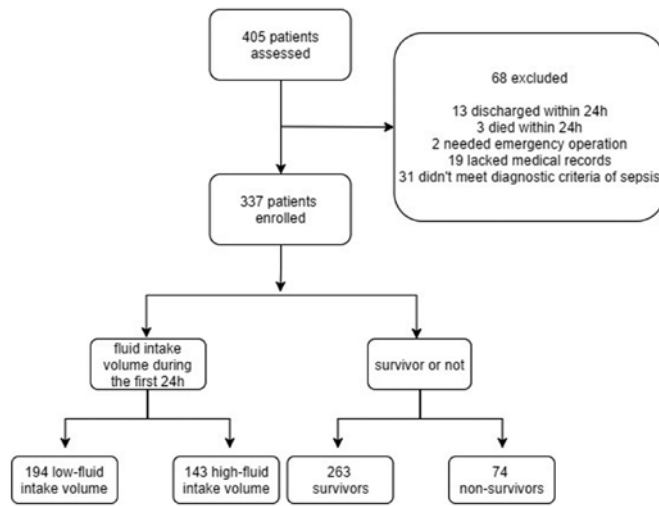 405 patients
assessed
68 excluded
13 discharged within 24h
3 died within 24h
2 needed emergency operation
19 lacked medical records
31 didn't meet diagnostic criteria of sepsis
337 patients
enrolled
fluid intake
volume during
the first 24h
survivor or not
194 low-fluid
intake volume
143 high-fluid
intake volume
263
survivors
74
non-survivors